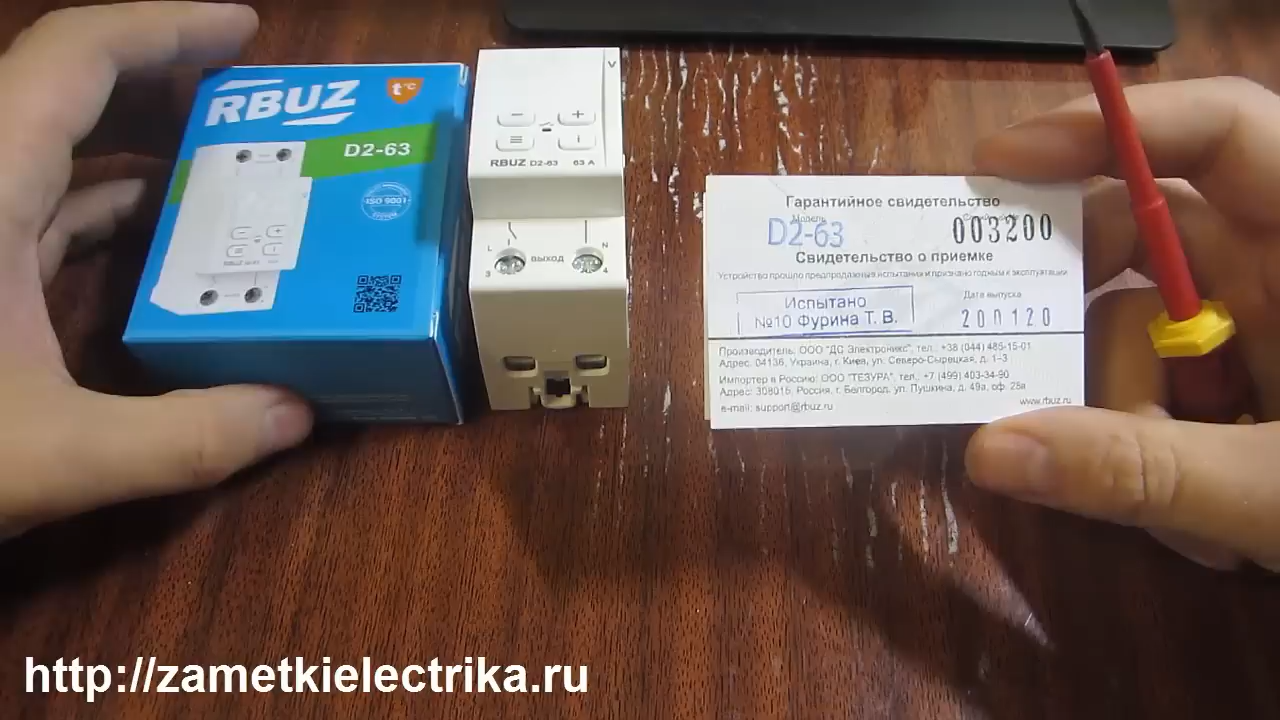 RBUZ
t°C
D2-63
ISO 9001
V
RBUZ D2-63 63 A
L N
ВЫХОД
3 4
Гарантийное свидетельство
Модель
D2-63 003200
Свидетельство о приемке
Устройство прошло предпродажные испытания и признано годным к эксплуатации
Испытано Дата выпуска
№10 Фурина Т. В. 200120
Производитель: ООО "ДС Электроникс", тел.: +38 (044) 485-15-01
Адрес: 04136, Украина, г. Киев, ул. Северо-Сырецкая, д. 1–3
Импортер в Россию: ООО "ТЕЗУРА", тел., +7 (499) 403-34-90
Адрес: 308015, Россия, г. Белгород, ул. Пушкина, д. 49а, оф. 25в
e-mail: support@rbuz.ru www.rbuz.ru
http://zametkielectrika.ru